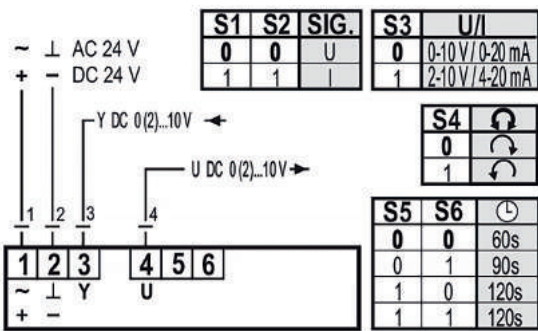 ~ ⊥ AC 24 V
+ − DC 24 V
Y DC 0(2)...10V
U DC 0(2)...10V
1 2 3 4
1 2 3 4 5 6
~ ⊥ Y U
+ −
S1 S2 SIG.
0 0 U
1 1 I
S3 U/I
0 0-10 V / 0-20 mA
1 2-10 V / 4-20 mA
S4
0
1
S5 S6
0 0 60s
0 1 90s
1 0 120s
1 1 120s